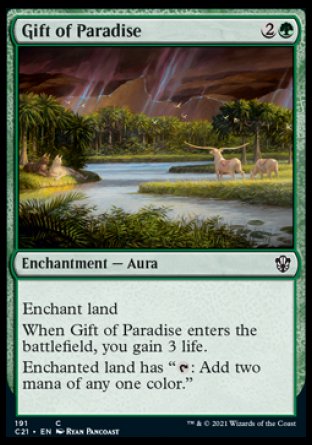 Gift of Paradise 2
Enchantment — Aura
Enchant land
When Gift of Paradise enters the
battlefield, you gain 3 life.
Enchanted land has “: Add two
mana of any one color.”
191 C
C21 • EN RYAN PANCOAST
™ & © 2021 Wizards of the Coast